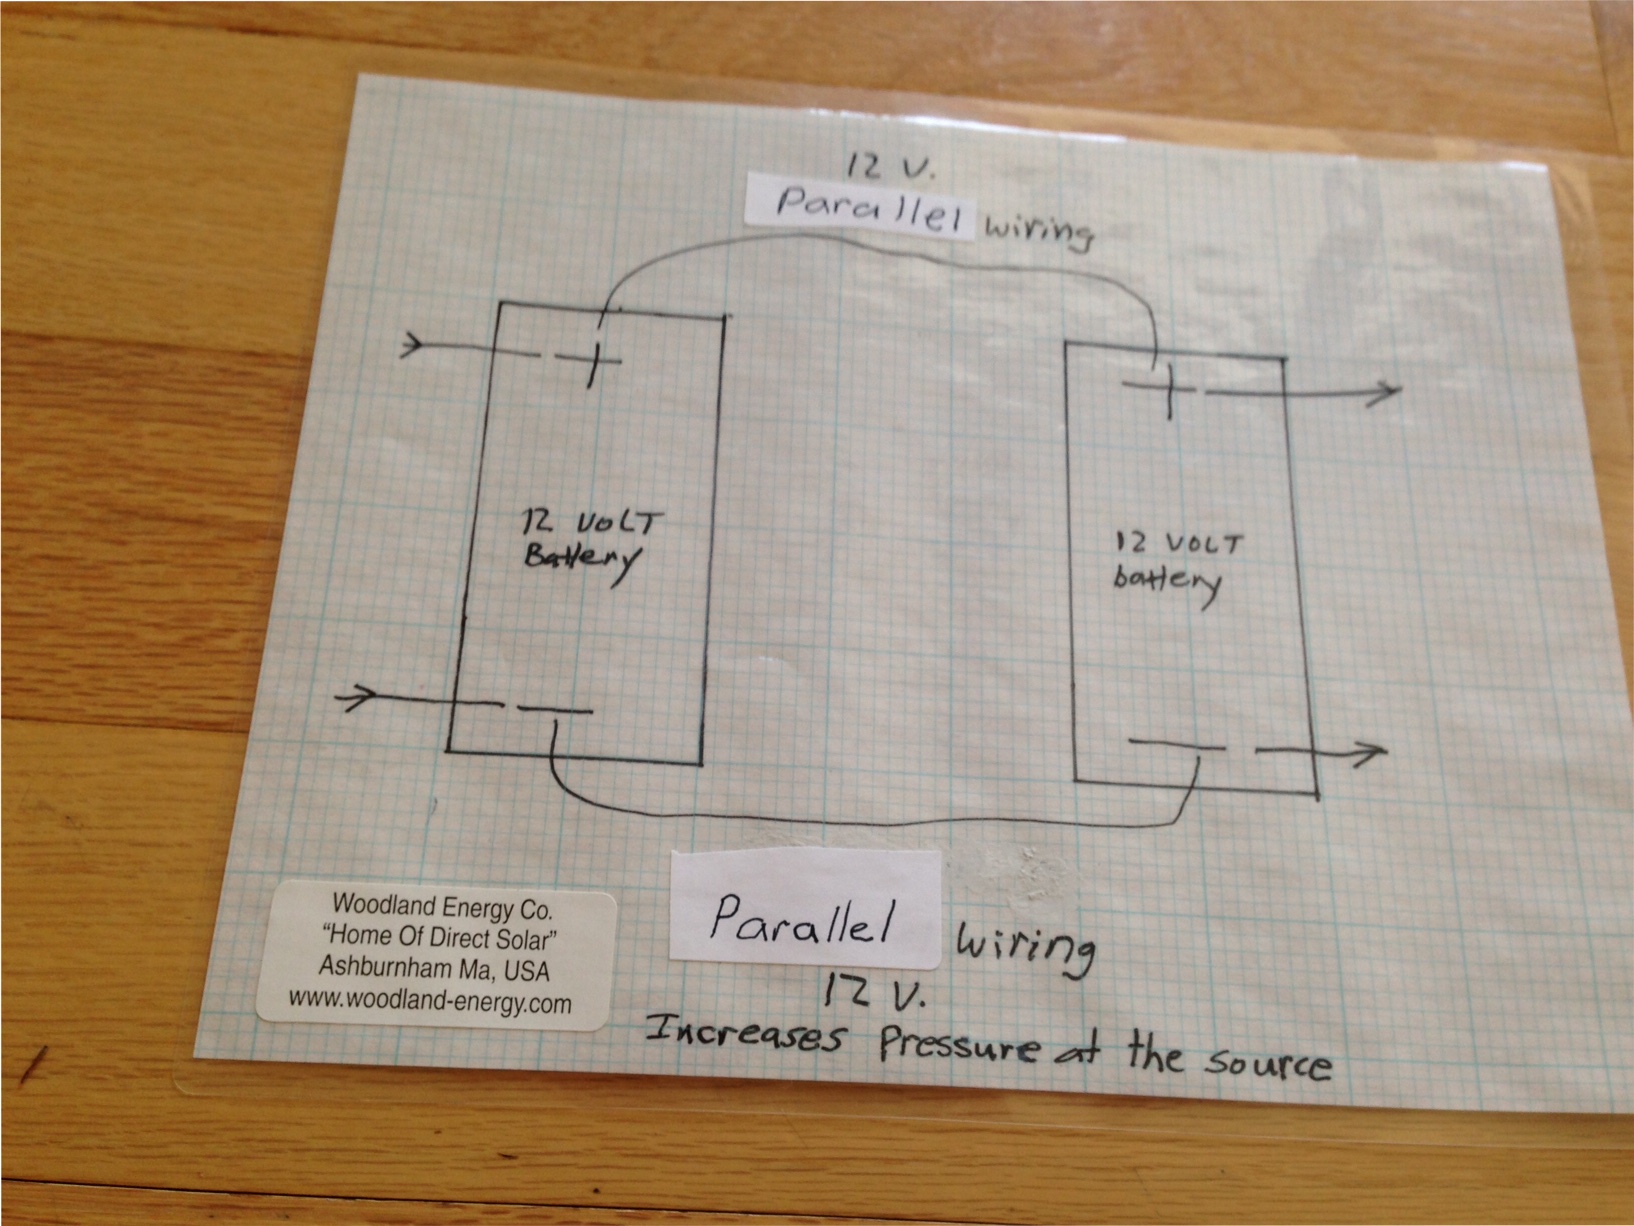 12 V.
Parallel wiring
12 VOLT
Battery
12 VOLT
battery
Parallel wiring
12 V.
Increases Pressure at the source
Woodland Energy Co.
“Home Of Direct Solar”
Ashburnham Ma, USA
www.woodland-energy.com